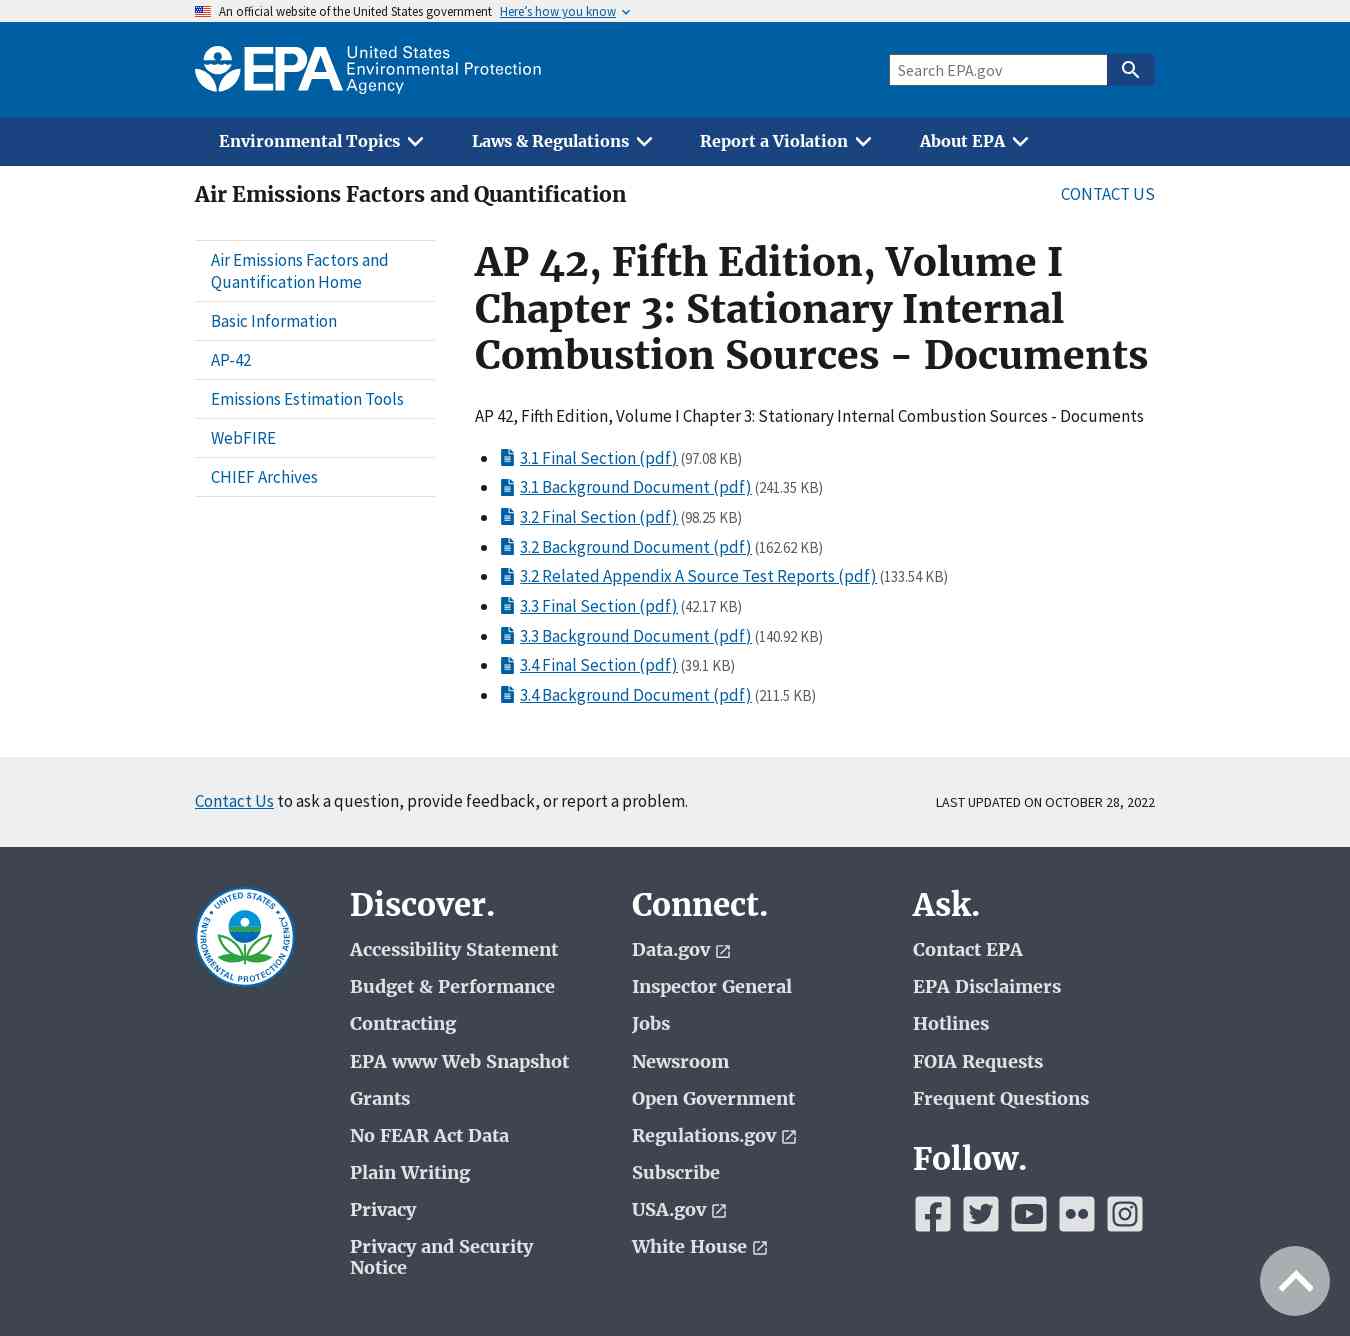 An official website of the United States government Here's how you know
EPA
United States
Environmental Protection
Agency
Search EPA.gov
Environmental Topics
Laws & Regulations
Report a Violation
About EPA
Air Emissions Factors and Quantification
CONTACT US
Air Emissions Factors and
Quantification Home
Basic Information
AP-42
Emissions Estimation Tools
WebFIRE
CHIEF Archives
AP 42, Fifth Edition, Volume I
Chapter 3: Stationary Internal
Combustion Sources - Documents
AP 42, Fifth Edition, Volume I Chapter 3: Stationary Internal Combustion Sources - Documents
3.1 Final Section (pdf) (97.08 KB)
3.1 Background Document (pdf) (241.35 KB)
3.2 Final Section (pdf) (98.25 KB)
3.2 Background Document (pdf) (162.62 KB)
3.2 Related Appendix A Source Test Reports (pdf) (133.54 KB)
3.3 Final Section (pdf) (42.17 KB)
3.3 Background Document (pdf) (140.92 KB)
3.4 Final Section (pdf) (39.1 KB)
3.4 Background Document (pdf) (211.5 KB)
Contact Us to ask a question, provide feedback, or report a problem.
LAST UPDATED ON OCTOBER 28, 2022
UNITED STATES
ENVIRONMENTAL PROTECTION AGENCY
Discover.
Accessibility Statement
Budget & Performance
Contracting
EPA www Web Snapshot
Grants
No FEAR Act Data
Plain Writing
Privacy
Privacy and Security
Notice
Connect.
Data.gov
Inspector General
Jobs
Newsroom
Open Government
Regulations.gov
Subscribe
USA.gov
White House
Ask.
Contact EPA
EPA Disclaimers
Hotlines
FOIA Requests
Frequent Questions
Follow.